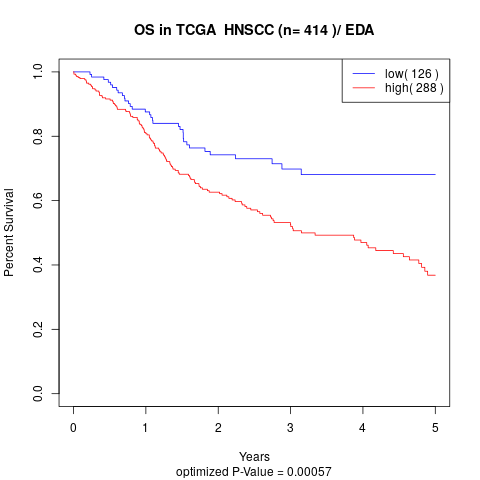 OS in TCGA  HNSCC (n= 414 )/ EDA
low( 126 )
high( 288 )
Percent Survival
1.0
0.8
0.6
0.4
0.2
0.0
0 1 2 3 4 5
Years
optimized P-Value = 0.00057